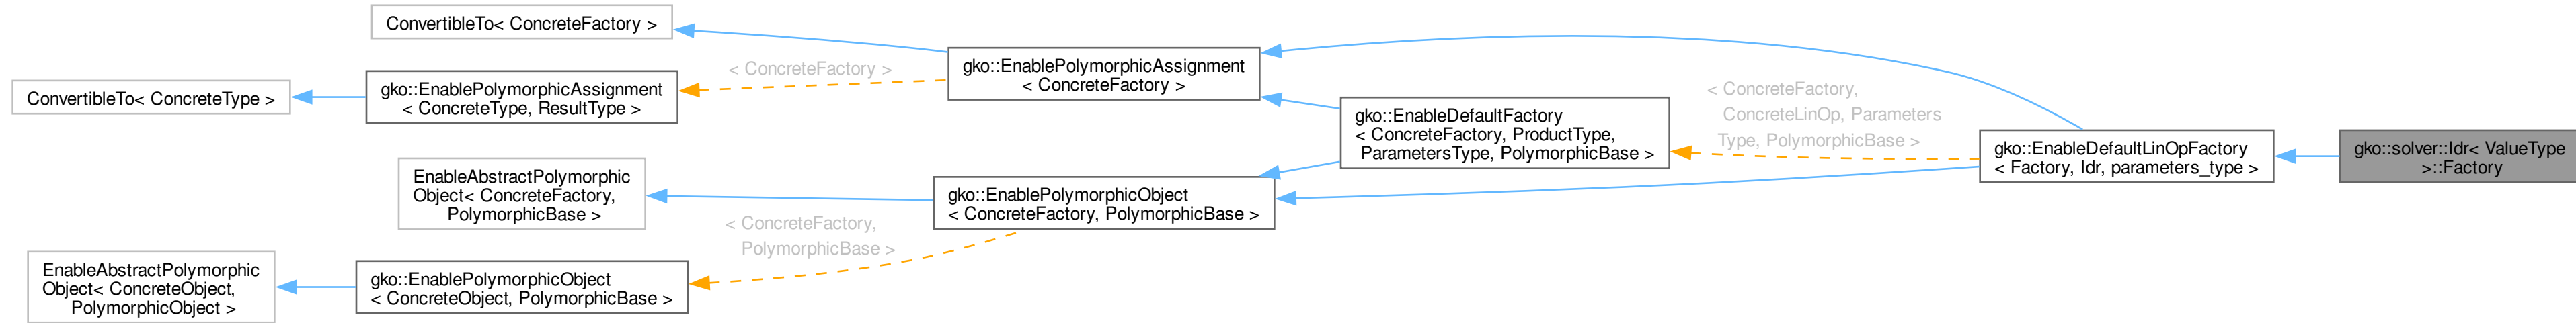 ConvertibleTo< ConcreteFactory >
ConvertibleTo< ConcreteType >
gko::EnablePolymorphicAssignment
< ConcreteType, ResultType >
< ConcreteFactory >
gko::EnablePolymorphicAssignment
< ConcreteFactory >
EnableAbstractPolymorphic
Object< ConcreteFactory,
PolymorphicBase >
EnableAbstractPolymorphic
Object< ConcreteObject,
PolymorphicObject >
gko::EnablePolymorphicObject
< ConcreteObject, PolymorphicBase >
< ConcreteFactory,
PolymorphicBase >
gko::EnablePolymorphicObject
< ConcreteFactory, PolymorphicBase >
gko::EnableDefaultFactory
< ConcreteFactory, ProductType,
ParametersType, PolymorphicBase >
< ConcreteFactory,
ConcreteLinOp, Parameters
Type, PolymorphicBase >
gko::EnableDefaultLinOpFactory
< Factory, Idr, parameters_type >
gko::solver::Idr< ValueType
>::Factory